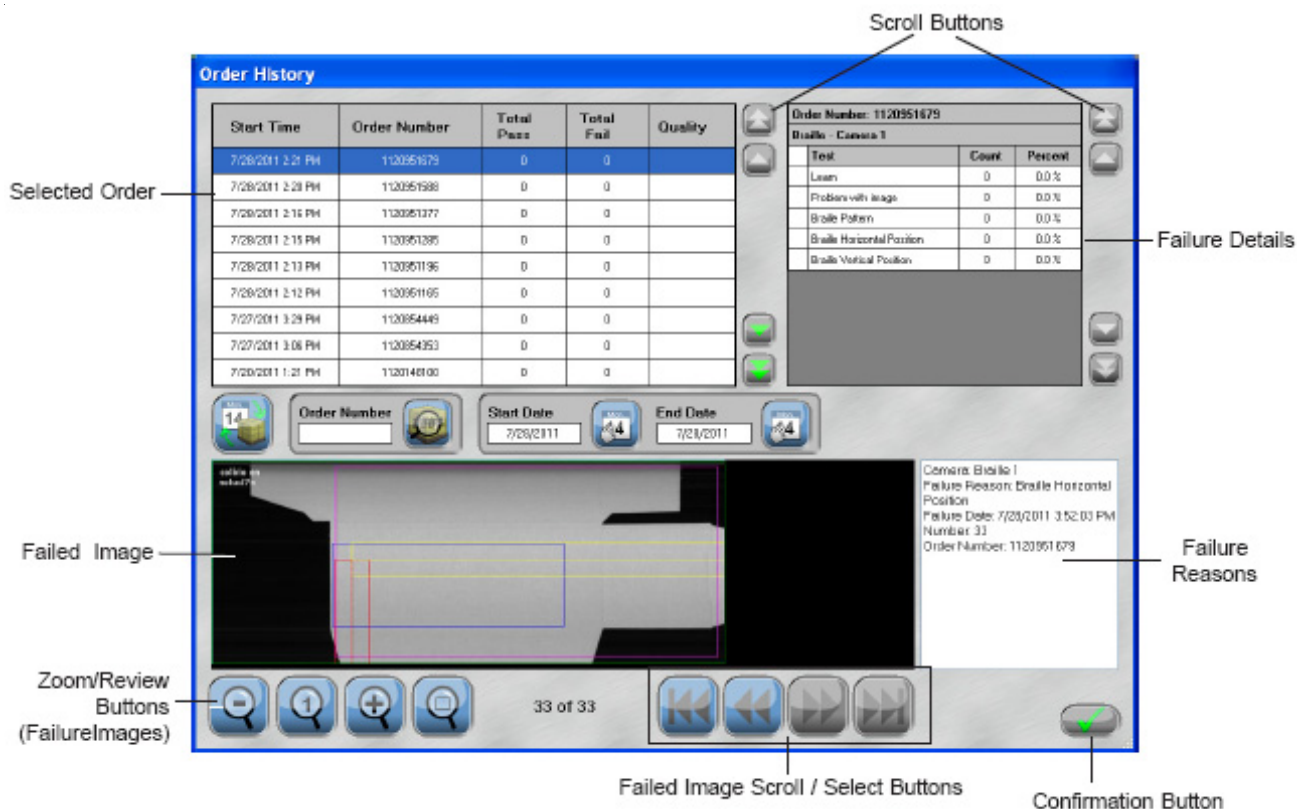 Scroll Buttons
Order History
Start Time Order Number Total Pass Total Fail Quality
7/28/2011 2:21 PM 1120951679 0 0
7/28/2011 2:20 PM 1120951588 0 0
7/28/2011 2:16 PM 1120951377 0 0
7/28/2011 2:15 PM 1120951285 0 0
7/28/2011 2:13 PM 1120951196 0 0
7/28/2011 2:12 PM 1120951165 0 0
7/27/2011 3:29 PM 1120854449 0 0
7/27/2011 3:06 PM 1120854353 0 0
7/20/2011 1:21 PM 1120148100 0 0
Order Number: 1120951679
Braille - Camera 1
Test Count Percent
Learn 0 0.0 %
Problem with image 0 0.0 %
Braille Pattern 0 0.0 %
Braille Horizontal Position 0 0.0 %
Braille Vertical Position 0 0.0 %
Selected Order
Failure Details
14
Order Number
Start Date
7/28/2011
4
End Date
7/28/2011
4
Camera: Braille 1
Failure Reason: Braille Horizontal
Position
Failure Date: 7/28/2011 3:52:03 PM
Number: 33
Order Number: 1120951679
Failed Image
Failure
Reasons
Zoom/Review
Buttons
(FailureImages)
1
33 of 33
Failed Image Scroll / Select Buttons
Confirmation Button